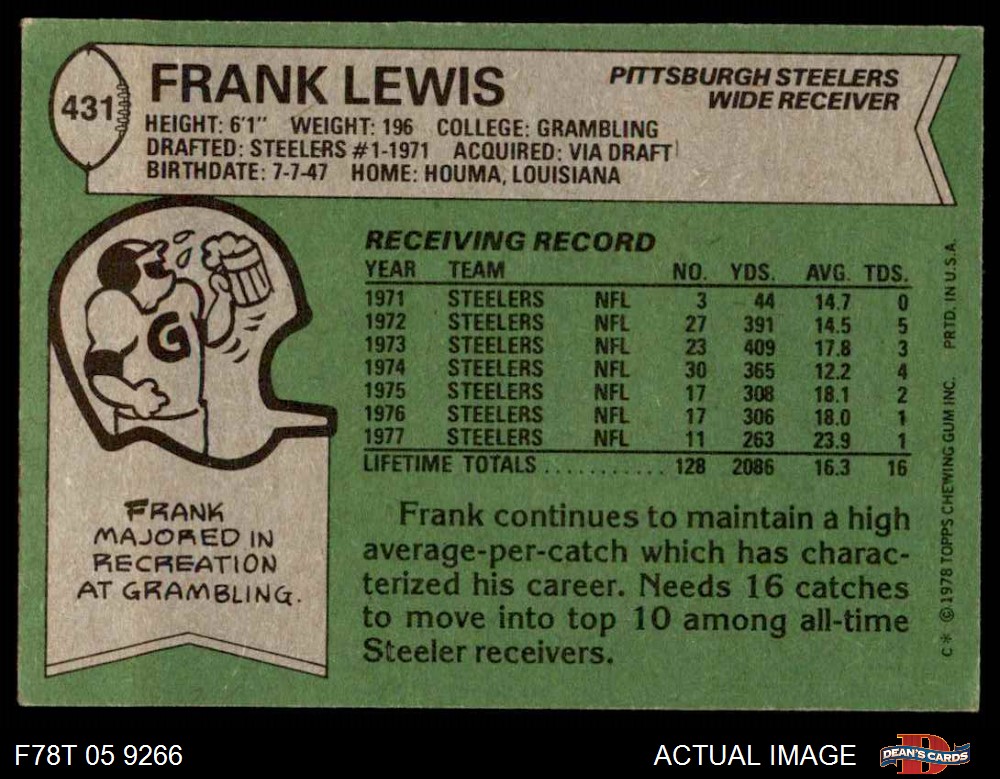 431
FRANK LEWIS
PITTSBURGH STEELERS
WIDE RECEIVER
HEIGHT: 6'1" WEIGHT: 196 COLLEGE: GRAMBLING
DRAFTED: STEELERS #1-1971 ACQUIRED: VIA DRAFT
BIRTHDATE: 7-7-47 HOME: HOUMA, LOUISIANA
G
FRANK
MAJORED IN
RECREATION
AT GRAMBLING.
RECEIVING RECORD
YEAR TEAM NO. YDS. AVG. TDS.
1971 STEELERS NFL 3 44 14.7 0
1972 STEELERS NFL 27 391 14.5 5
1973 STEELERS NFL 23 409 17.8 3
1974 STEELERS NFL 30 365 12.2 4
1975 STEELERS NFL 17 308 18.1 2
1976 STEELERS NFL 17 306 18.0 1
1977 STEELERS NFL 11 263 23.9 1
LIFETIME TOTALS ........... 128 2086 16.3 16
Frank continues to maintain a high
average-per-catch which has charac-
terized his career. Needs 16 catches
to move into top 10 among all-time
Steeler receivers.
C* ©1978 TOPPS CHEWING GUM INC. PRTD. IN U.S.A.
F78T 05 9266
ACTUAL IMAGE
D
DEAN'S CARDS